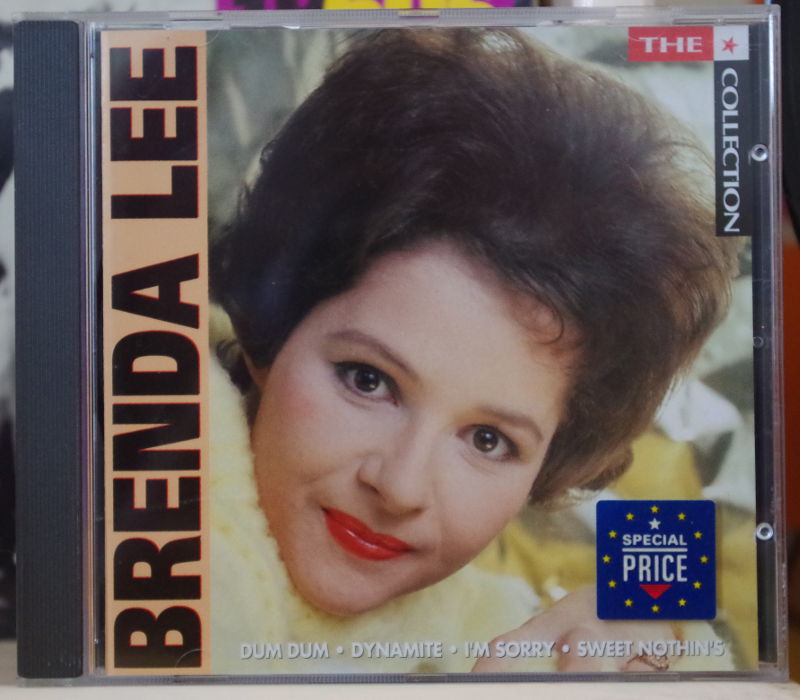 BRENDA LEE
THE
COLLECTION
SPECIAL
PRICE
DUM DUM • DYNAMITE • I'M SORRY • SWEET NOTHIN'S